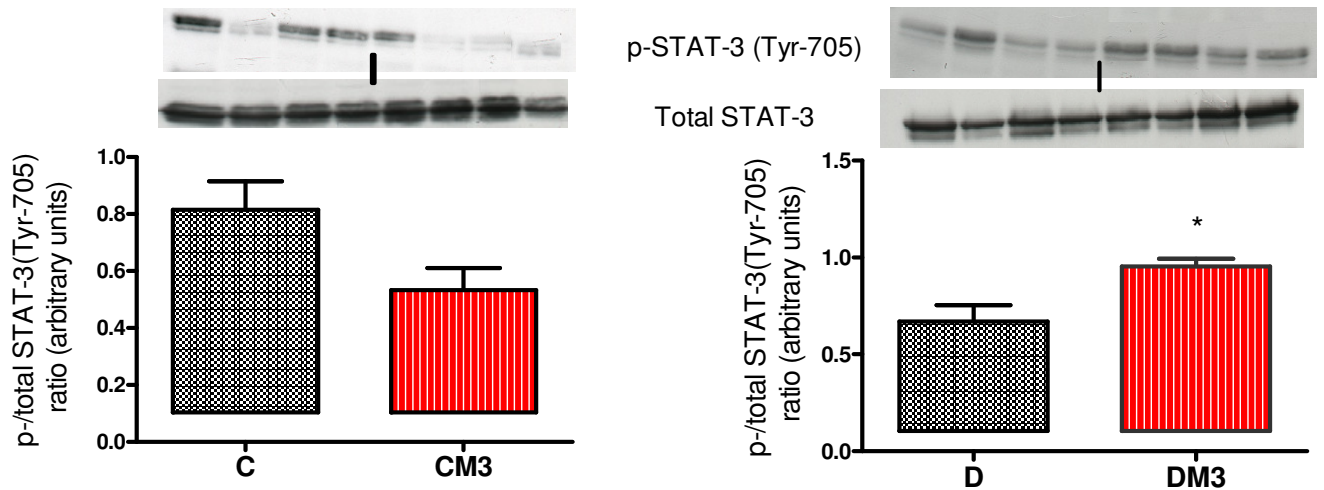 p-STAT-3 (Tyr-705)
Total STAT-3
p-/total STAT-3(Tyr-705)
ratio (arbitrary units)
1.0
0.8
0.6
0.4
0.2
0.0
C
CM3
p-/total STAT-3(Tyr-705)
ratio (arbitrary units)
1.5
1.0
0.5
0.0
*
D
DM3